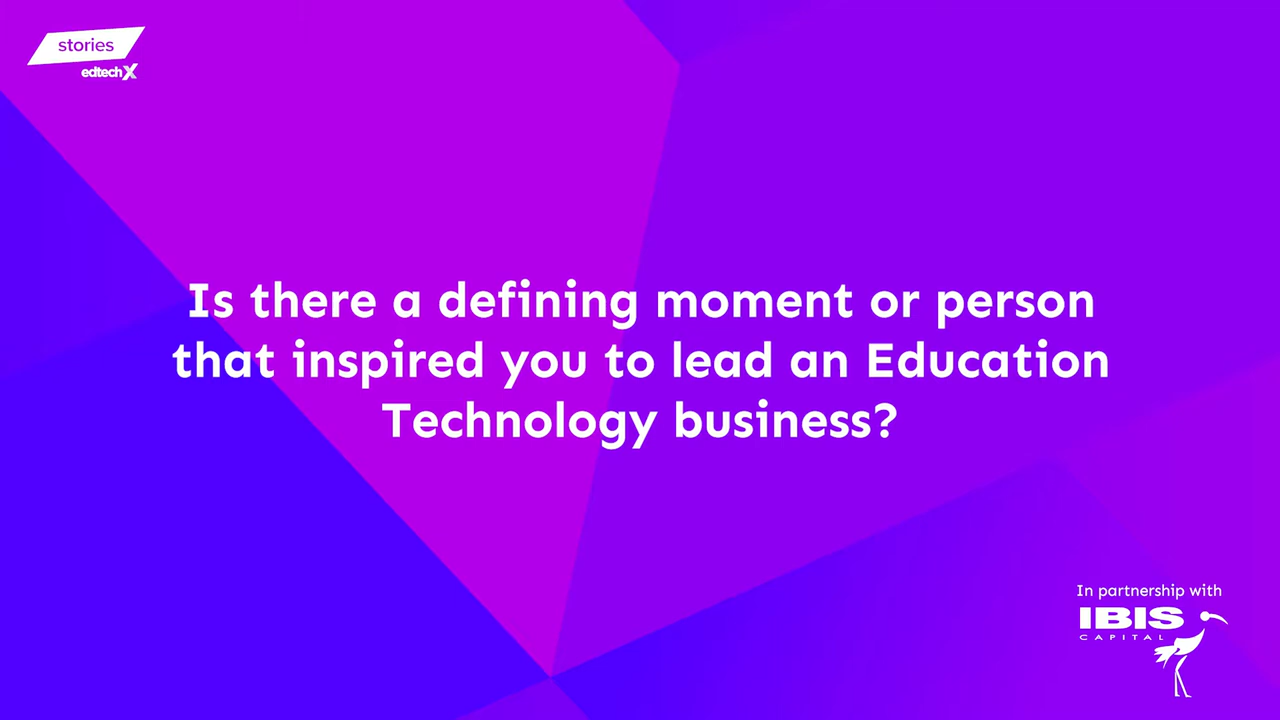 stories
edtechX
Is there a defining moment or person
that inspired you to lead an Education
Technology business?
In partnership with
IBIS
CAPITAL